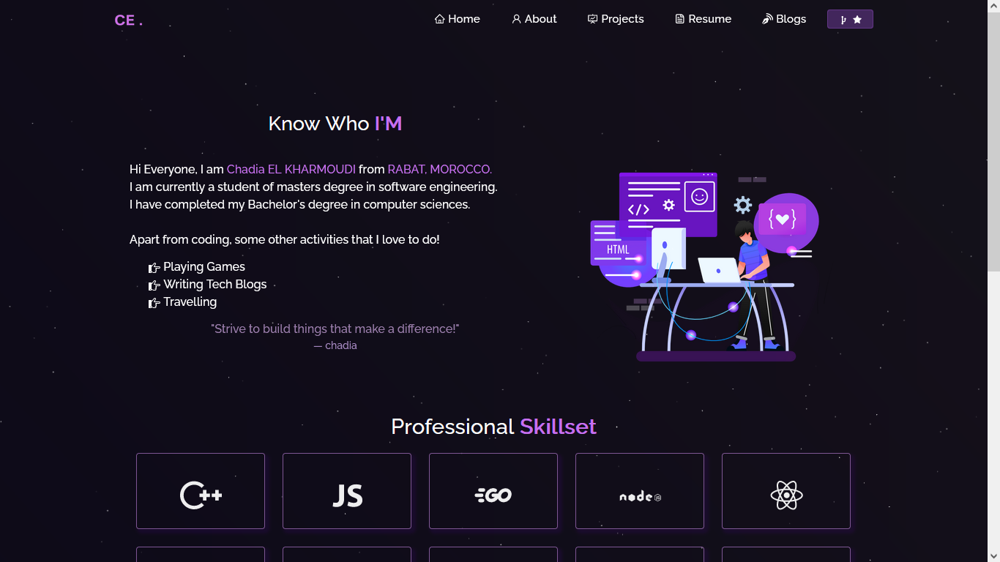 CE .
Home
About
Projects
Resume
Blogs
Know Who I'M
Hi Everyone, I am Chadia EL KHARMOUDI from RABAT, MOROCCO.
I am currently a student of masters degree in software engineering.
I have completed my Bachelor's degree in computer sciences.
Apart from coding, some other activities that I love to do!
Playing Games
Writing Tech Blogs
Travelling
"Strive to build things that make a difference!"
— chadia
</>
{ }
HTML
Professional Skillset
C++
JS
GO
node JS